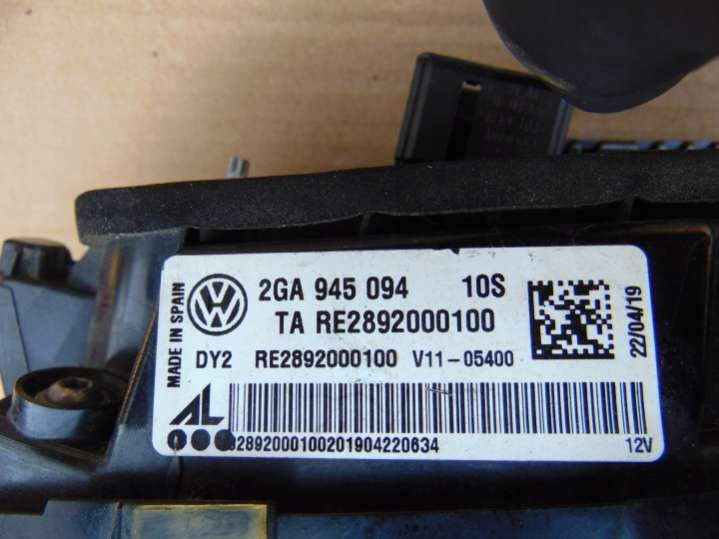 MADE IN SPAIN
2GA 945 094 10S
TA RE2892000100
DY2 RE2892000100 V11-05400
22/04/19
AL
2892000100201904220634
12V